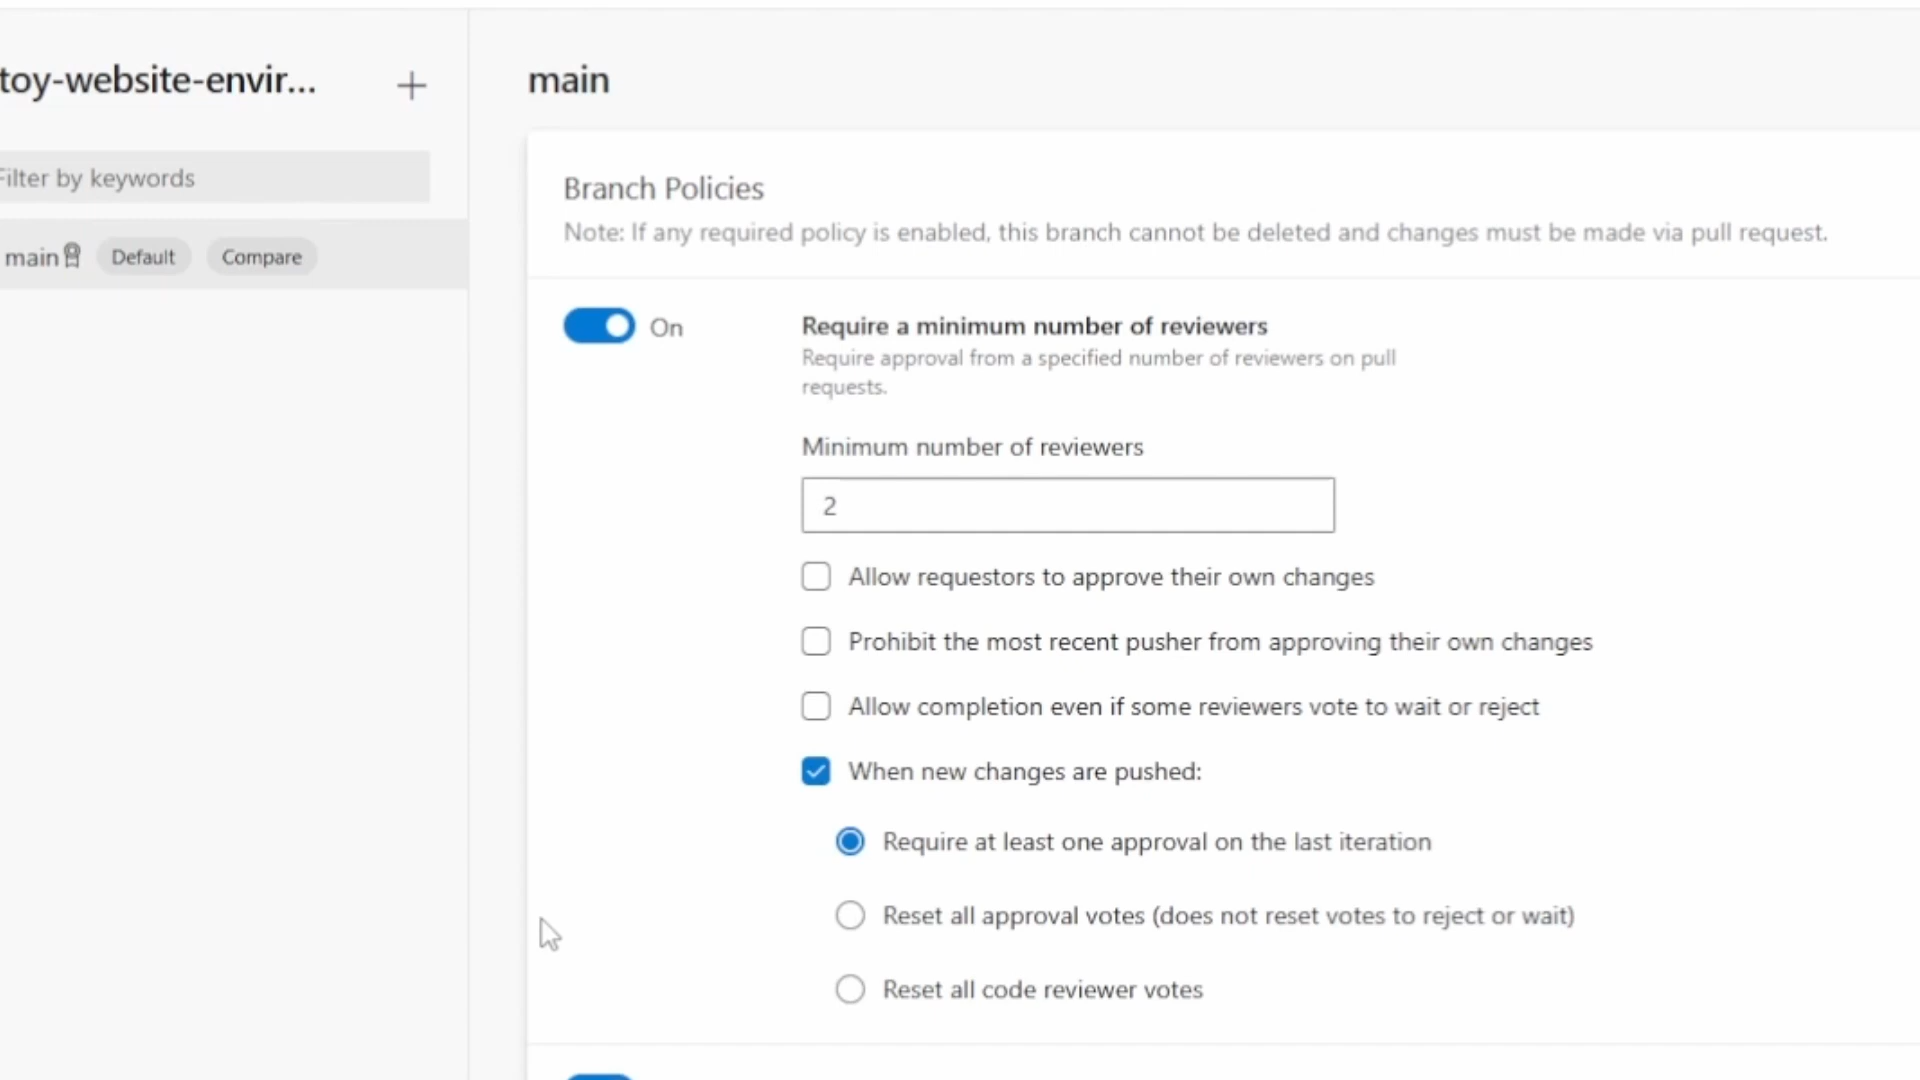 toy-website-envir...
+
Filter by keywords
main Default Compare
main
Branch Policies
Note: If any required policy is enabled, this branch cannot be deleted and changes must be made via pull request.
On
Require a minimum number of reviewers
Require approval from a specified number of reviewers on pull
requests.
Minimum number of reviewers
2
Allow requestors to approve their own changes
Prohibit the most recent pusher from approving their own changes
Allow completion even if some reviewers vote to wait or reject
When new changes are pushed:
Require at least one approval on the last iteration
Reset all approval votes (does not reset votes to reject or wait)
Reset all code reviewer votes